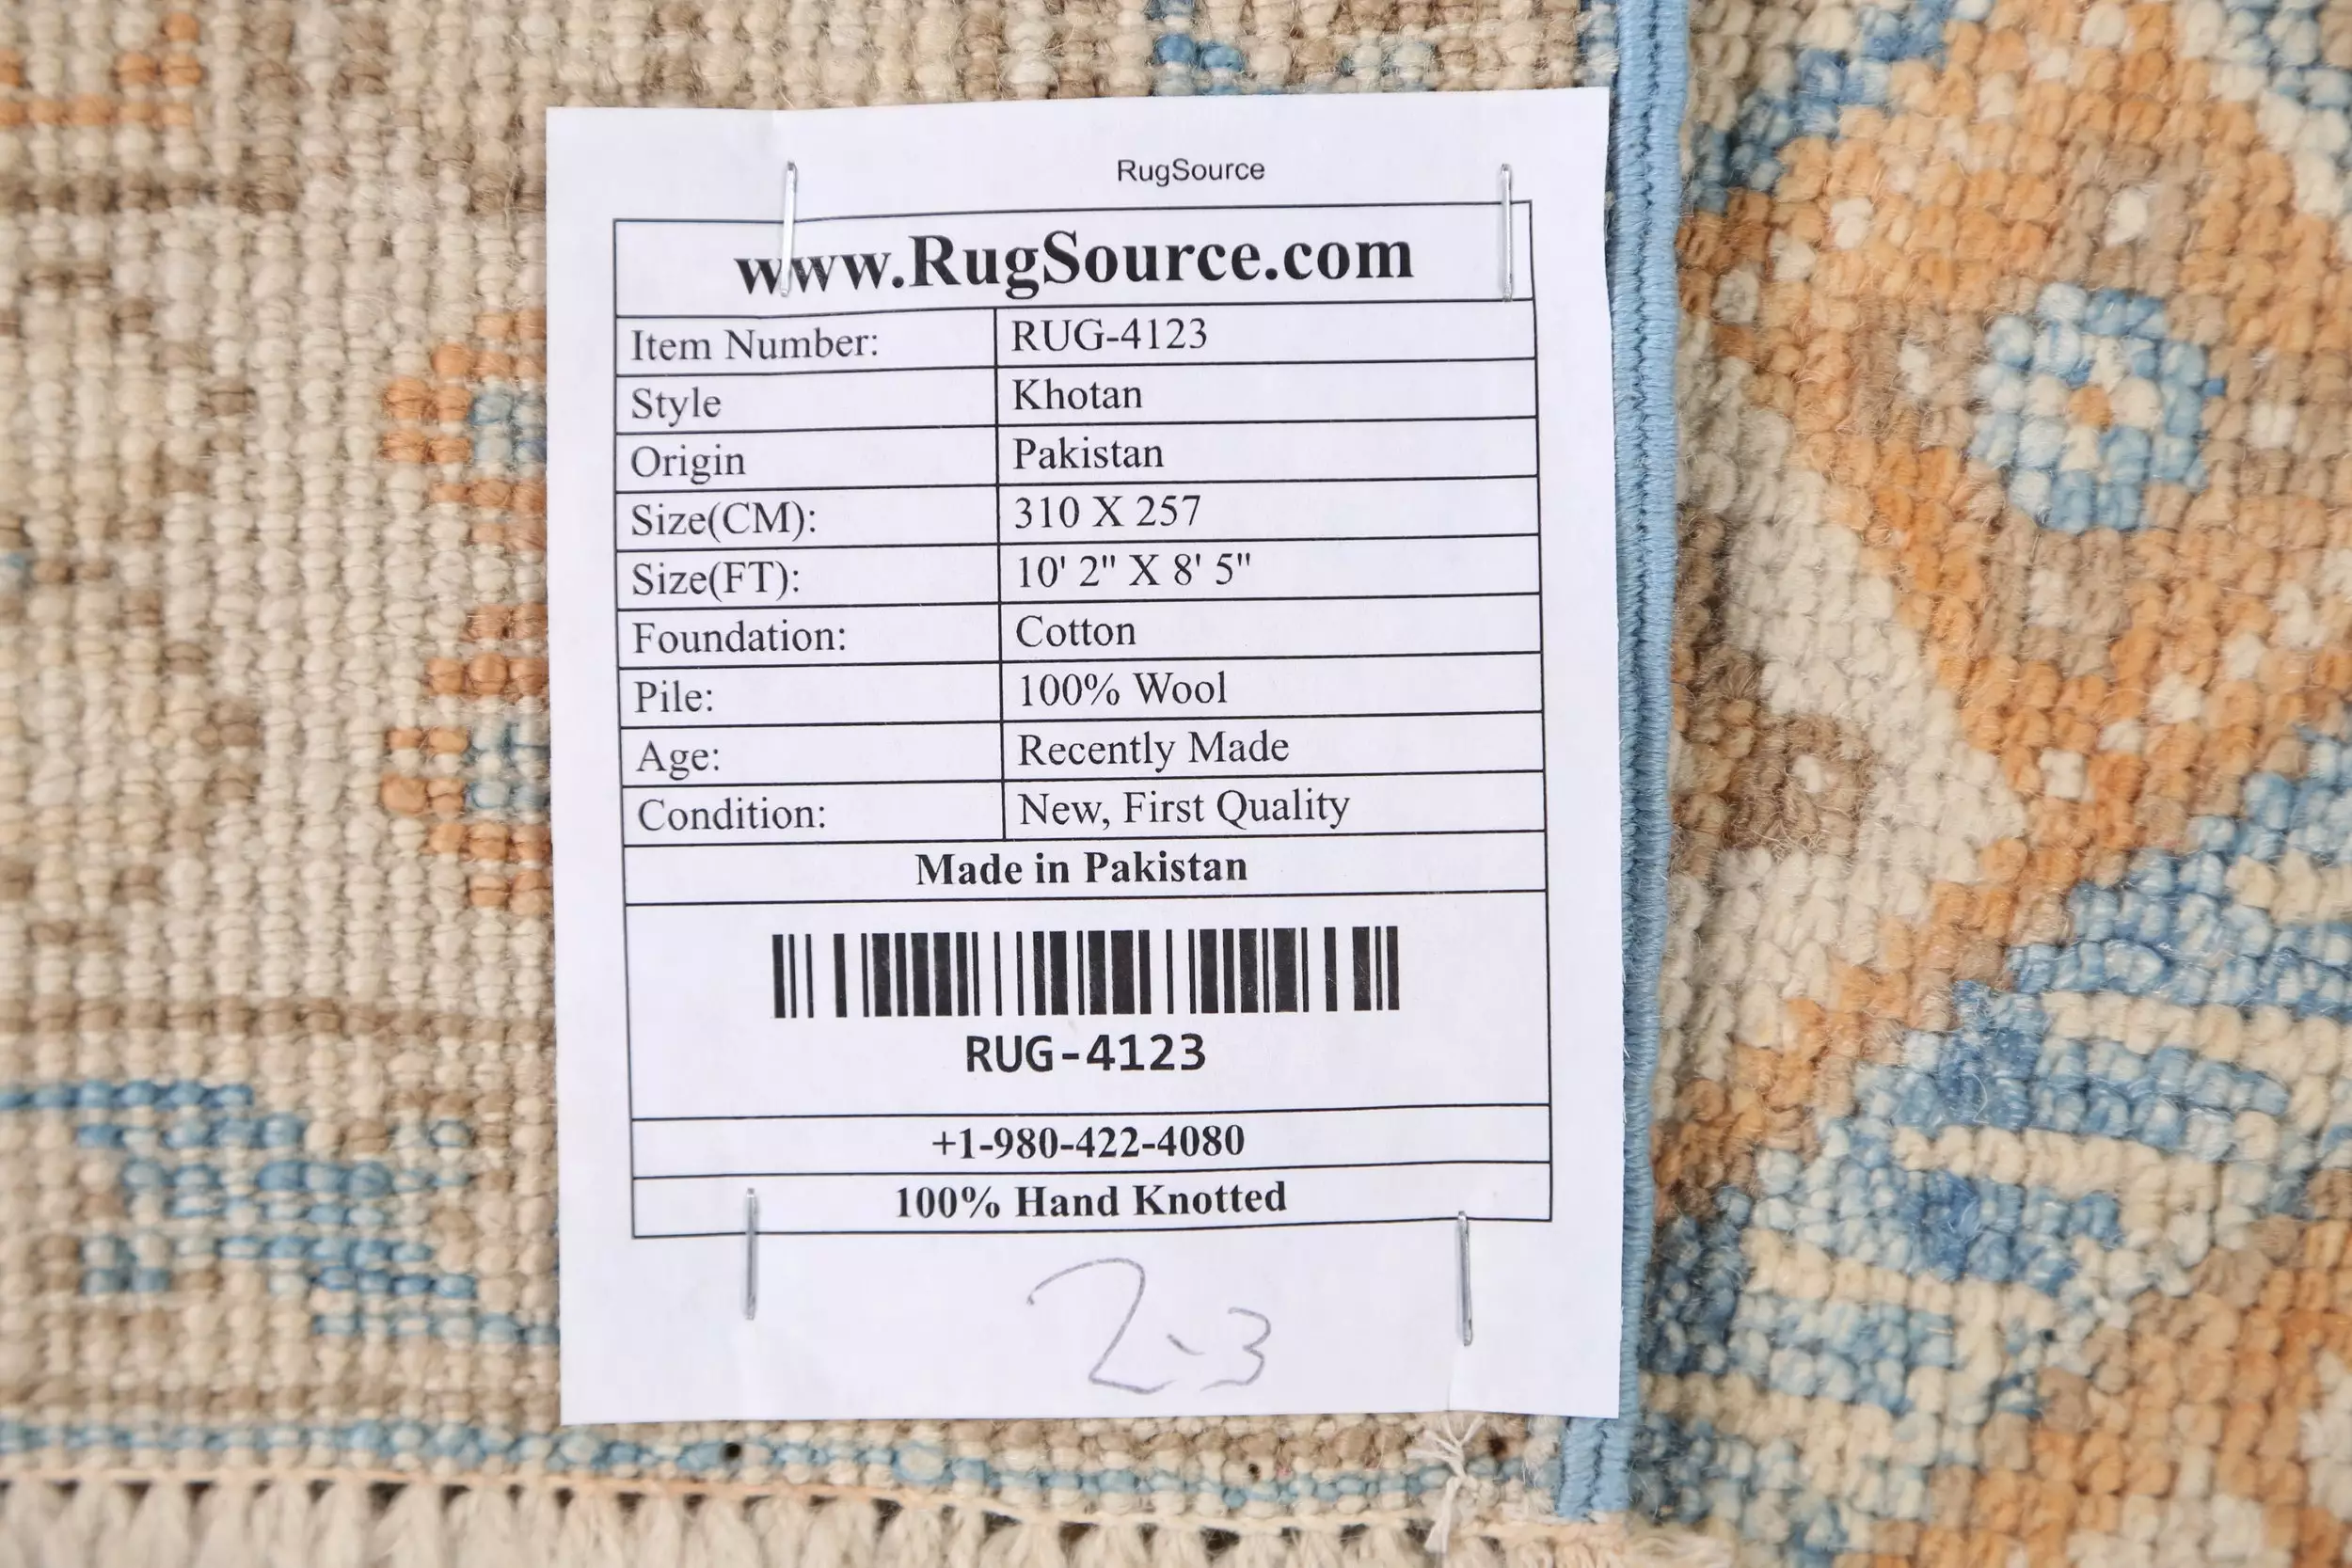 RugSource
www.RugSource.com
Item Number: RUG-4123
Style Khotan
Origin Pakistan
Size(CM): 310 X 257
Size(FT): 10' 2" X 8' 5"
Foundation: Cotton
Pile: 100% Wool
Age: Recently Made
Condition: New, First Quality
Made in Pakistan
RUG-4123
+1-980-422-4080
100% Hand Knotted
2-3